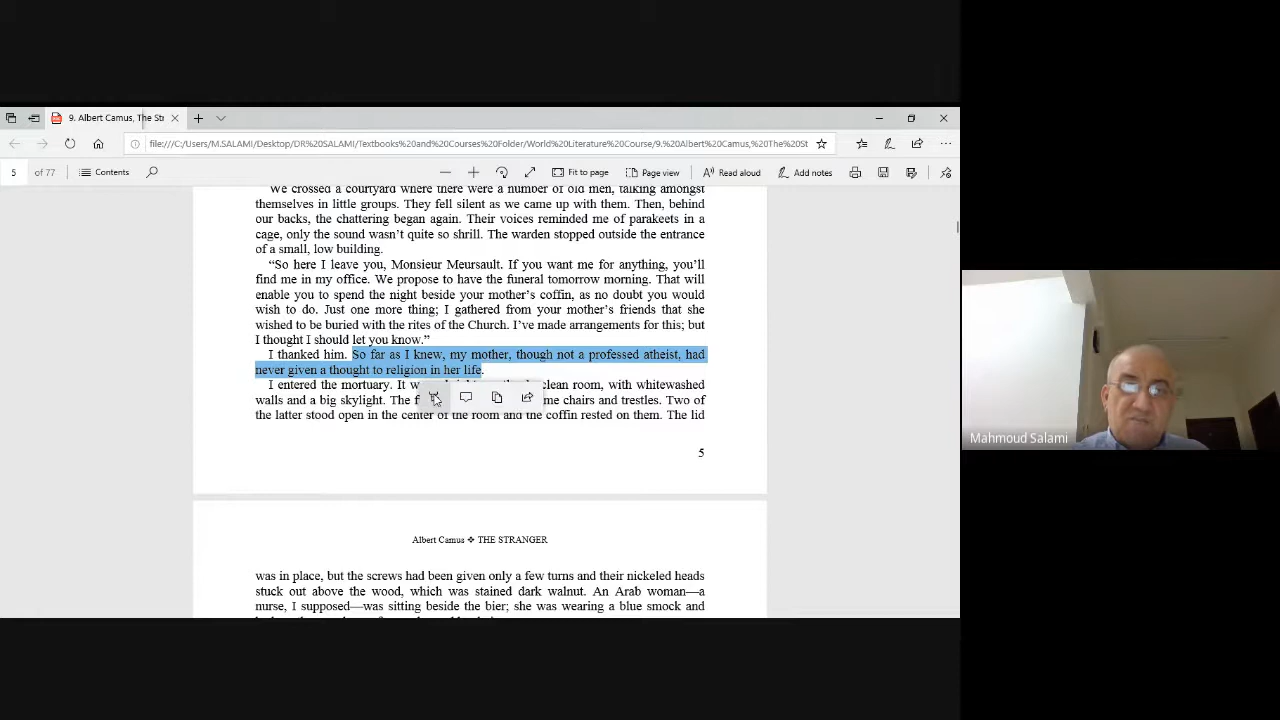 9. Albert Camus, The Str
file:///C:/Users/M.SALAMI/Desktop/DR%20SALAMI/Textbooks%20and%20Courses%20Folder/World%20Literature%20Course/9.%20Albert%20Camus,%20The%20St
5 of 77 Contents Fit to page Page view Read aloud Add notes
We crossed a courtyard where there were a number of old men, talking amongst
themselves in little groups. They fell silent as we came up with them. Then, behind
our backs, the chattering began again. Their voices reminded me of parakeets in a
cage, only the sound wasn’t quite so shrill. The warden stopped outside the entrance
of a small, low building.
“So here I leave you, Monsieur Meursault. If you want me for anything, you’ll
find me in my office. We propose to have the funeral tomorrow morning. That will
enable you to spend the night beside your mother’s coffin, as no doubt you would
wish to do. Just one more thing; I gathered from your mother’s friends that she
wished to be buried with the rites of the Church. I’ve made arrangements for this; but
I thought I should let you know.”
I thanked him. So far as I knew, my mother, though not a professed atheist, had
never given a thought to religion in her life.
I entered the mortuary. It clean room, with whitewashed
walls and a big skylight. The chairs and trestles. Two of
the latter stood open in the center of the room and the coffin rested on them. The lid
5
Albert Camus ❖ THE STRANGER
was in place, but the screws had been given only a few turns and their nickeled heads
stuck out above the wood, which was stained dark walnut. An Arab woman—a
nurse, I supposed—was sitting beside the bier; she was wearing a blue smock and
Mahmoud Salami